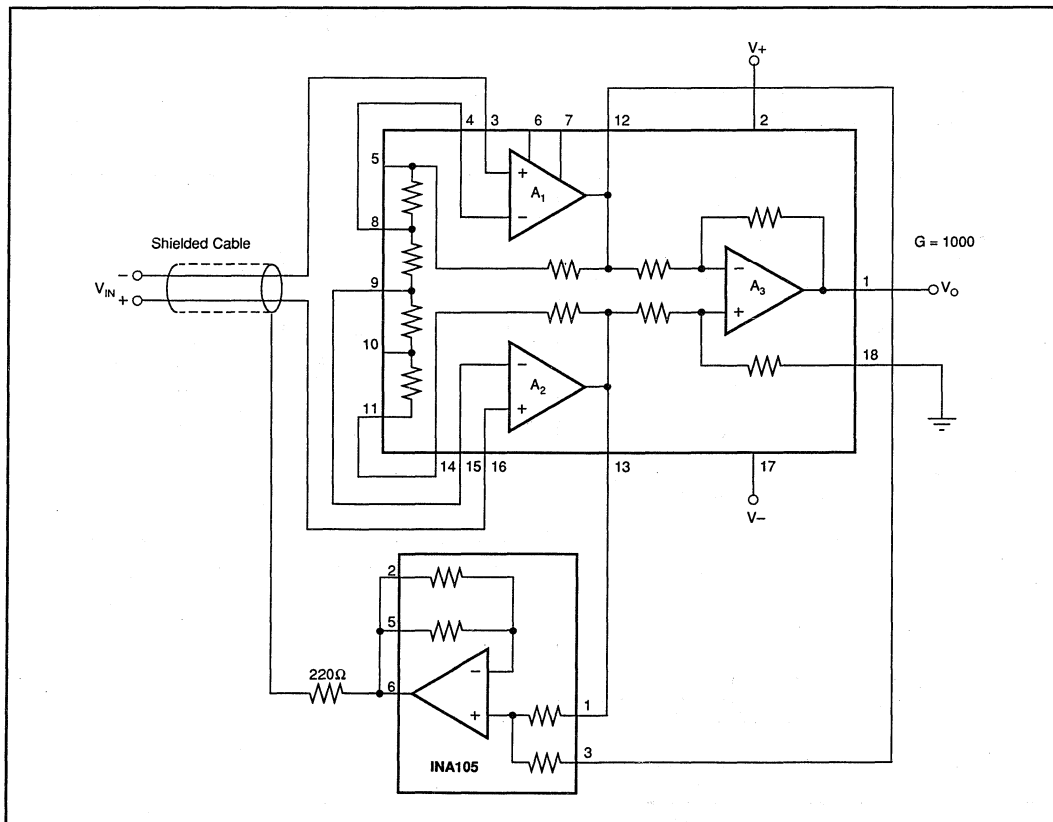 V+
4 3 6 7 12 2
5
+
A1
−
8
Shielded Cable
G = 1000
−
VIN
+
9
−
A3
+
1
VO
10
−
A2
+
18
11
14 15 16 13 17
V−
2
5
220Ω
6
−
+
1
3
INA105